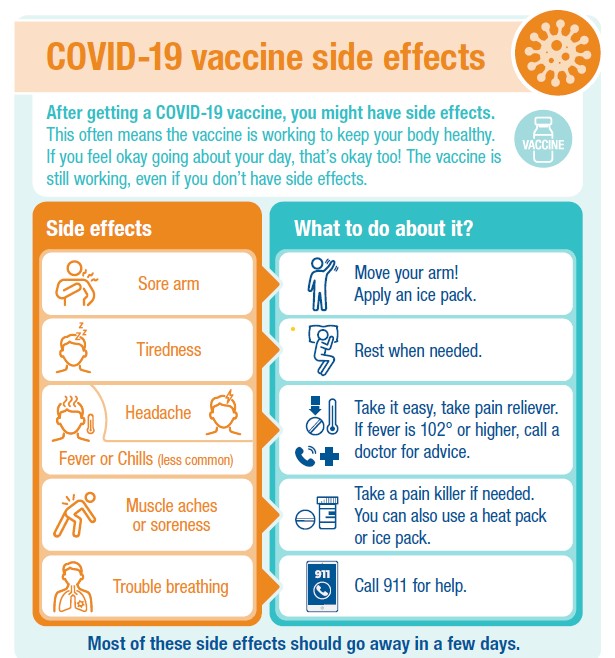 COVID-19 vaccine side effects
After getting a COVID-19 vaccine, you might have side effects.
This often means the vaccine is working to keep your body healthy.
If you feel okay going about your day, that's okay too! The vaccine is
still working, even if you don't have side effects.
VACCINE
Side effects
What to do about it?
Sore arm
Move your arm!
Apply an ice pack.
zzz
Tiredness
Rest when needed.
Headache
Fever or Chills (less common)
Take it easy, take pain reliever.
If fever is 102° or higher, call a
doctor for advice.
Muscle aches
or soreness
Take a pain killer if needed.
You can also use a heat pack
or ice pack.
Trouble breathing
911
Call 911 for help.
Most of these side effects should go away in a few days.